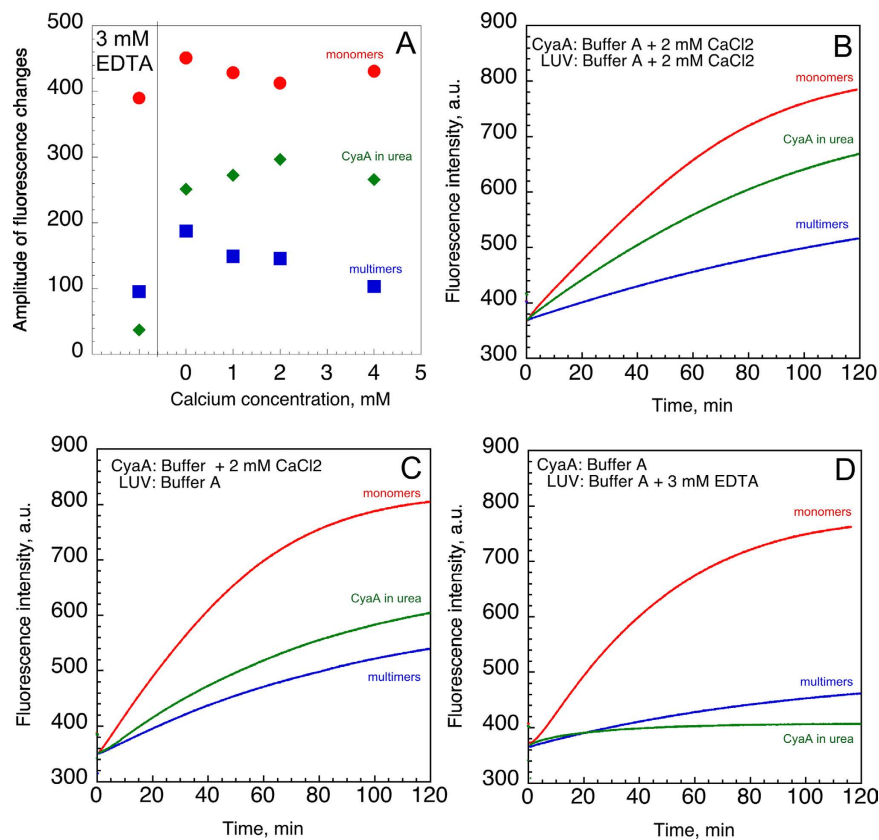 A
3 mM
EDTA
monomers
CyaA in urea
multimers
500
400
300
200
100
0
0 1 2 3 4 5
Amplitude of fluorescence changes
Calcium concentration, mM
B
CyaA: Buffer A + 2 mM CaCl2
LUV: Buffer A + 2 mM CaCl2
monomers
CyaA in urea
multimers
900
800
700
600
500
400
300
0 20 40 60 80 100 120
Fluorescence intensity, a.u.
Time, min
C
CyaA: Buffer + 2 mM CaCl2
LUV: Buffer A
monomers
CyaA in urea
multimers
900
800
700
600
500
400
300
0 20 40 60 80 100 120
Fluorescence intensity, a.u.
Time, min
D
CyaA: Buffer A
LUV: Buffer A + 3 mM EDTA
monomers
multimers
CyaA in urea
900
800
700
600
500
400
300
0 20 40 60 80 100 120
Fluorescence intensity, a.u.
Time, min